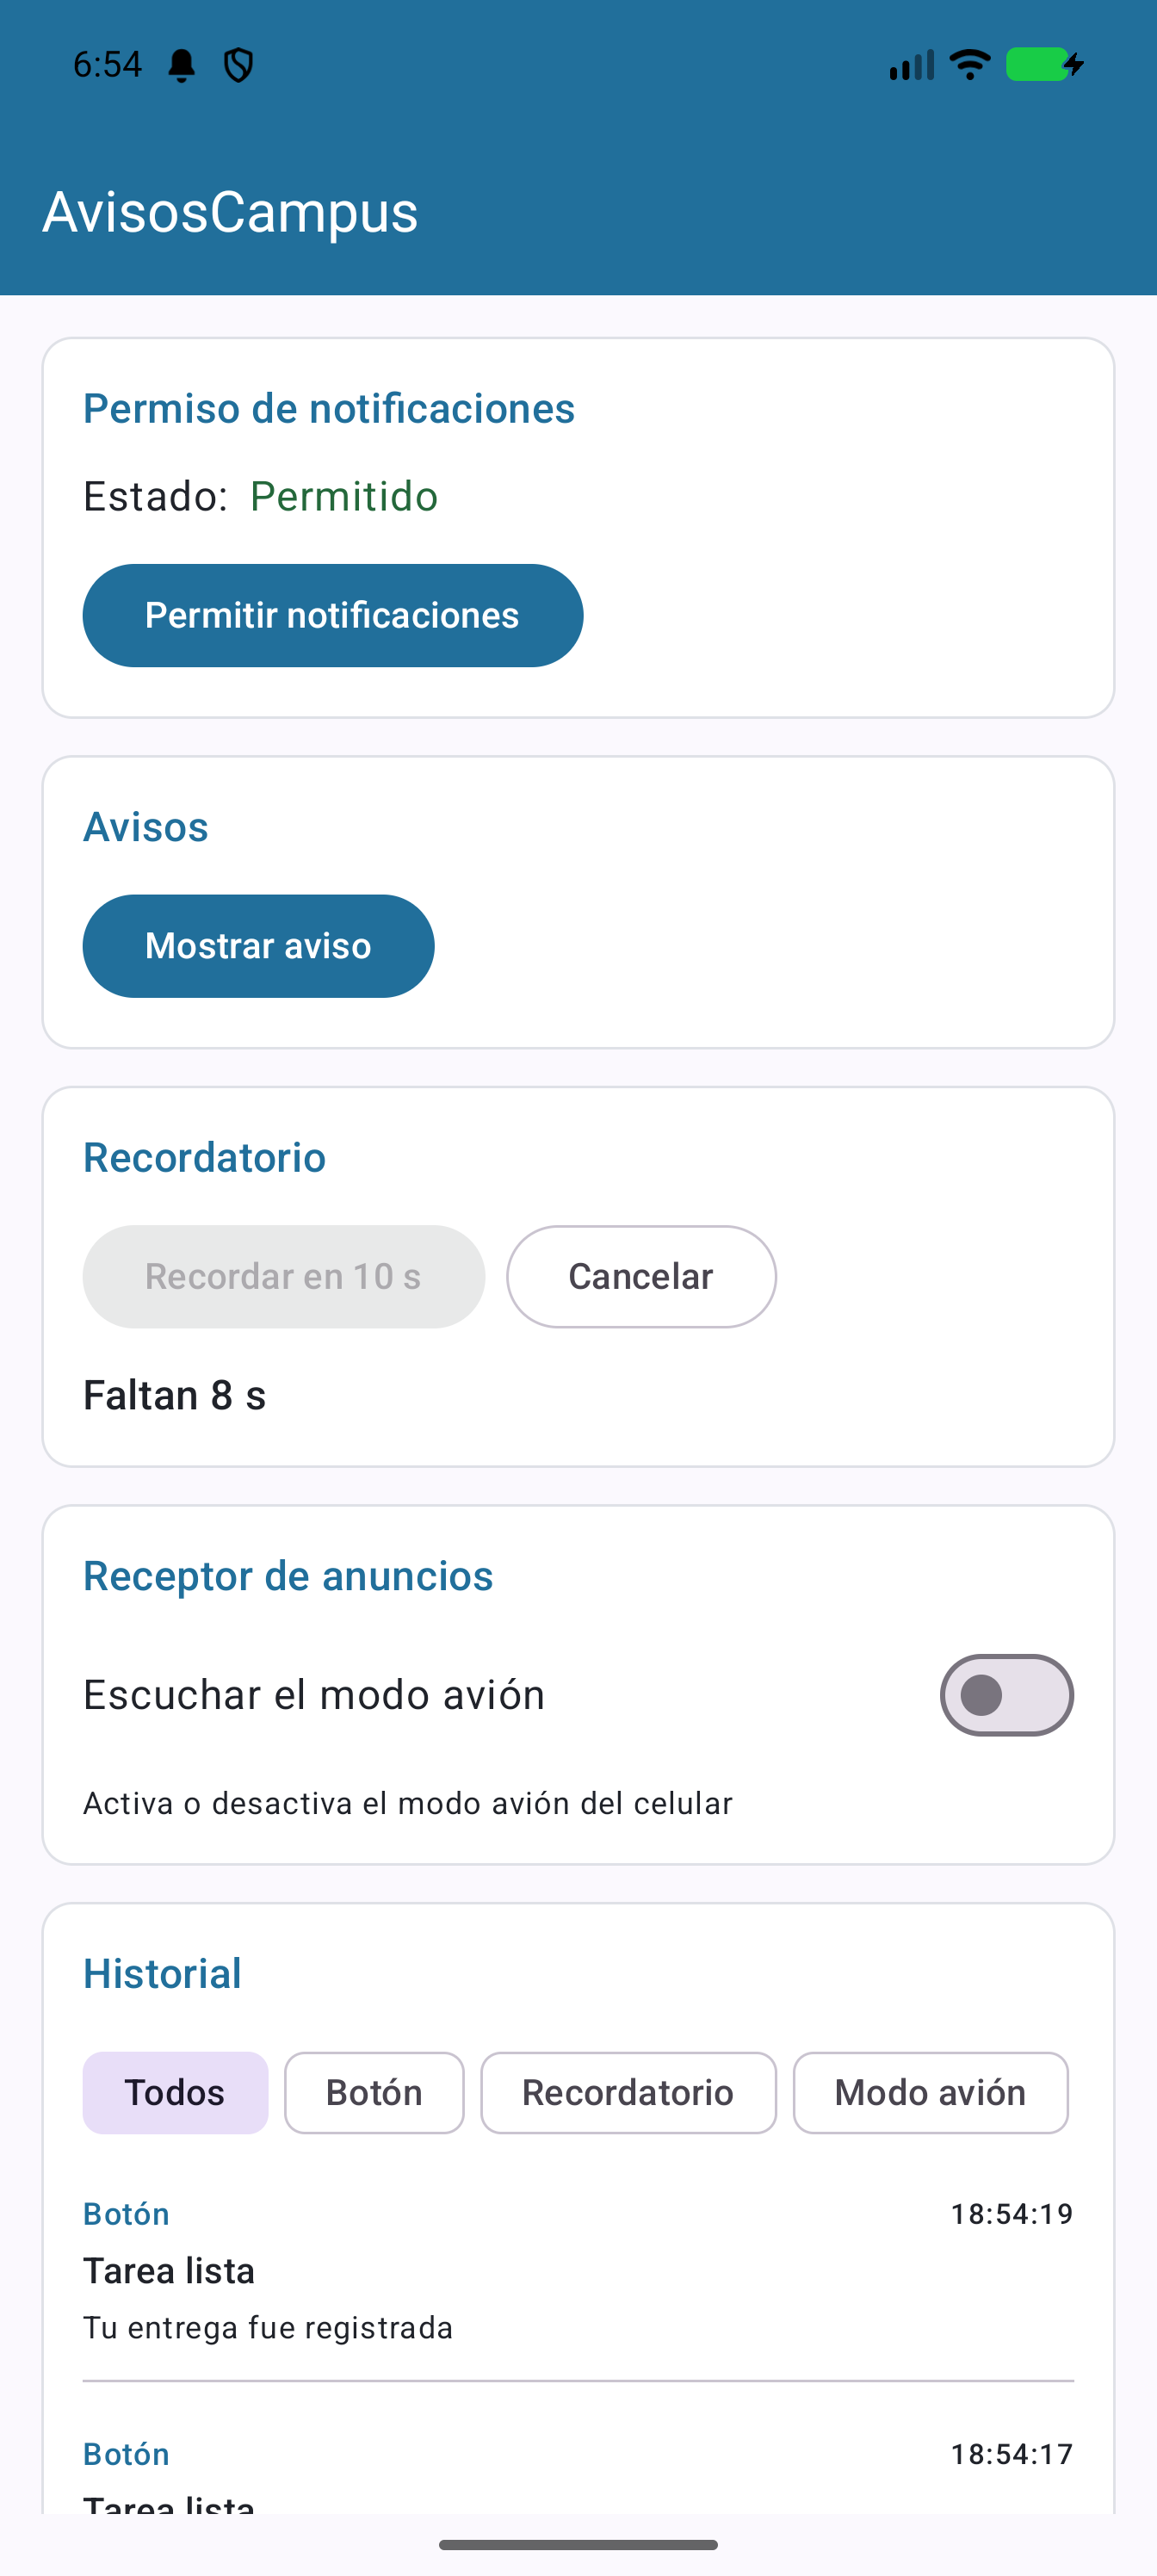 6:54
AvisosCampus
Permiso de notificaciones
Estado: Permitido
Permitir notificaciones
Avisos
Mostrar aviso
Recordatorio
Recordar en 10 s
Cancelar
Faltan 8 s
Receptor de anuncios
Escuchar el modo avión
Activa o desactiva el modo avión del celular
Historial
Todos
Botón
Recordatorio
Modo avión
Botón 18:54:19
Tarea lista
Tu entrega fue registrada
Botón 18:54:17
Tarea lista